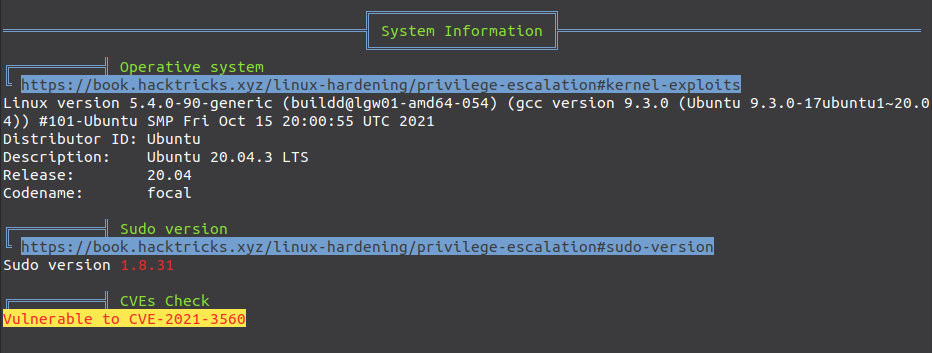 System Information
Operative system
https://book.hacktricks.xyz/linux-hardening/privilege-escalation#kernel-exploits
Linux version 5.4.0-90-generic (buildd@lgw01-amd64-054) (gcc version 9.3.0 (Ubuntu 9.3.0-17ubuntu1~20.0
4)) #101-Ubuntu SMP Fri Oct 15 20:00:55 UTC 2021
Distributor ID: Ubuntu
Description:    Ubuntu 20.04.3 LTS
Release:        20.04
Codename:       focal
Sudo version
https://book.hacktricks.xyz/linux-hardening/privilege-escalation#sudo-version
Sudo version 1.8.31
CVEs Check
Vulnerable to CVE-2021-3560